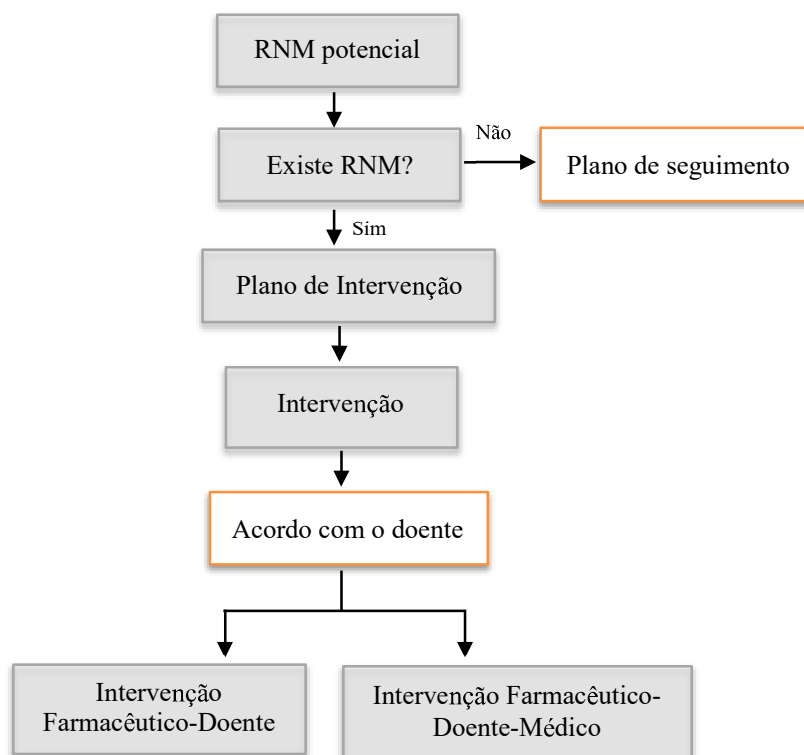 RNM potencial
Não
Existe RNM?
Plano de seguimento
Sim
Plano de Intervenção
Intervenção
Acordo com o doente
Intervenção
Farmacêutico-Doente
Intervenção Farmacêutico-
Doente-Médico